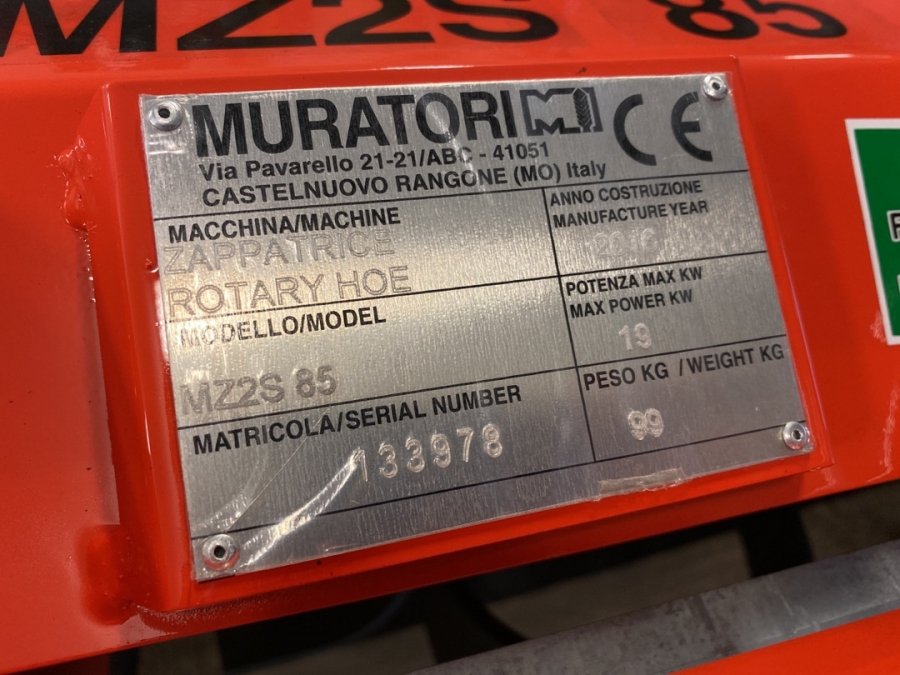 MZ2S 85
MURATORI
CE
Via Pavarello 21-21/ABC - 41051
CASTELNUOVO RANGONE (MO) Italy
MACCHINA/MACHINE
ZAPPATRICE
ROTARY HOE
ANNO COSTRUZIONE
MANUFACTURE YEAR
MODELLO/MODEL
MZ2S 85
POTENZA MAX KW
MAX POWER KW
19
MATRICOLA/SERIAL NUMBER
133978
PESO KG / WEIGHT KG
99